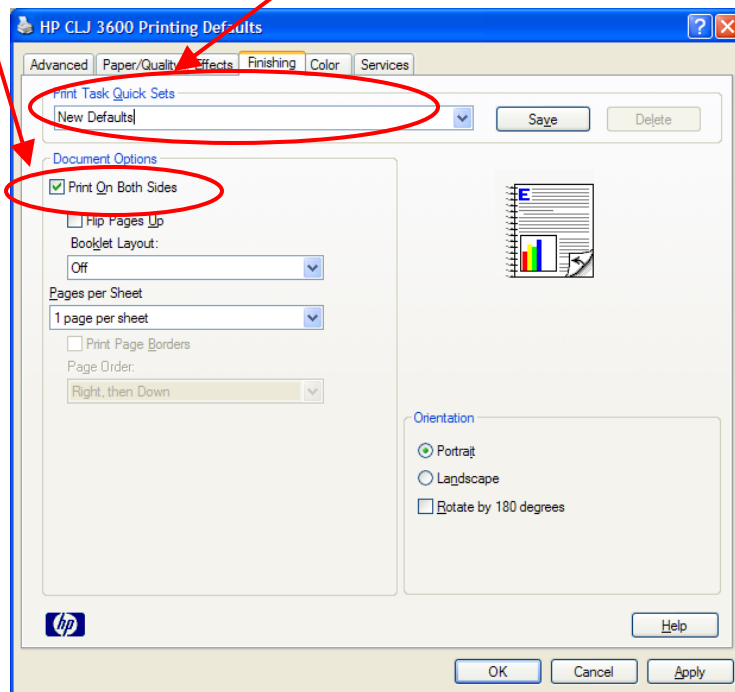 HP CLJ 3600 Printing Defaults
Advanced Paper/Quality Effects Finishing Color Services
Print Task Quick Sets
New Defaults Save Delete
Document Options
Print On Both Sides
Flip Pages Up
Booklet Layout:
Off
Pages per Sheet
1 page per sheet
Print Page Borders
Page Order:
Right, then Down
Orientation
Portrait
Landscape
Rotate by 180 degrees
hp Help
OK Cancel Apply